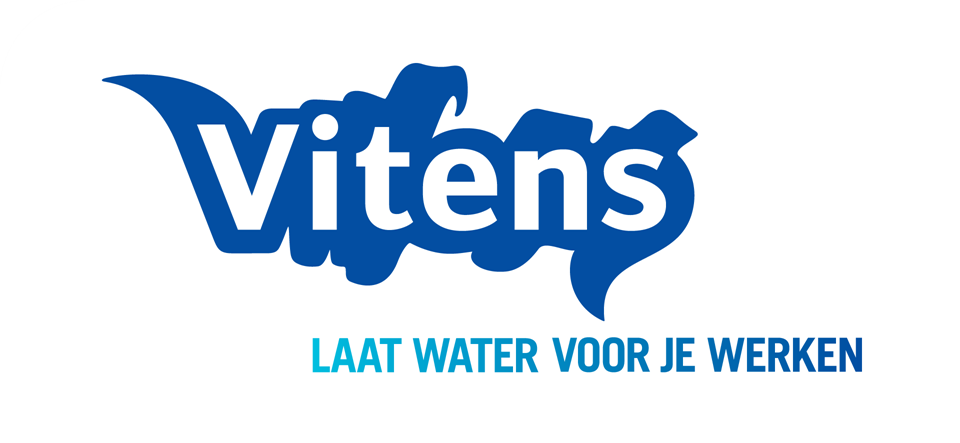 Vitens
LAAT WATER VOOR JE WERKEN